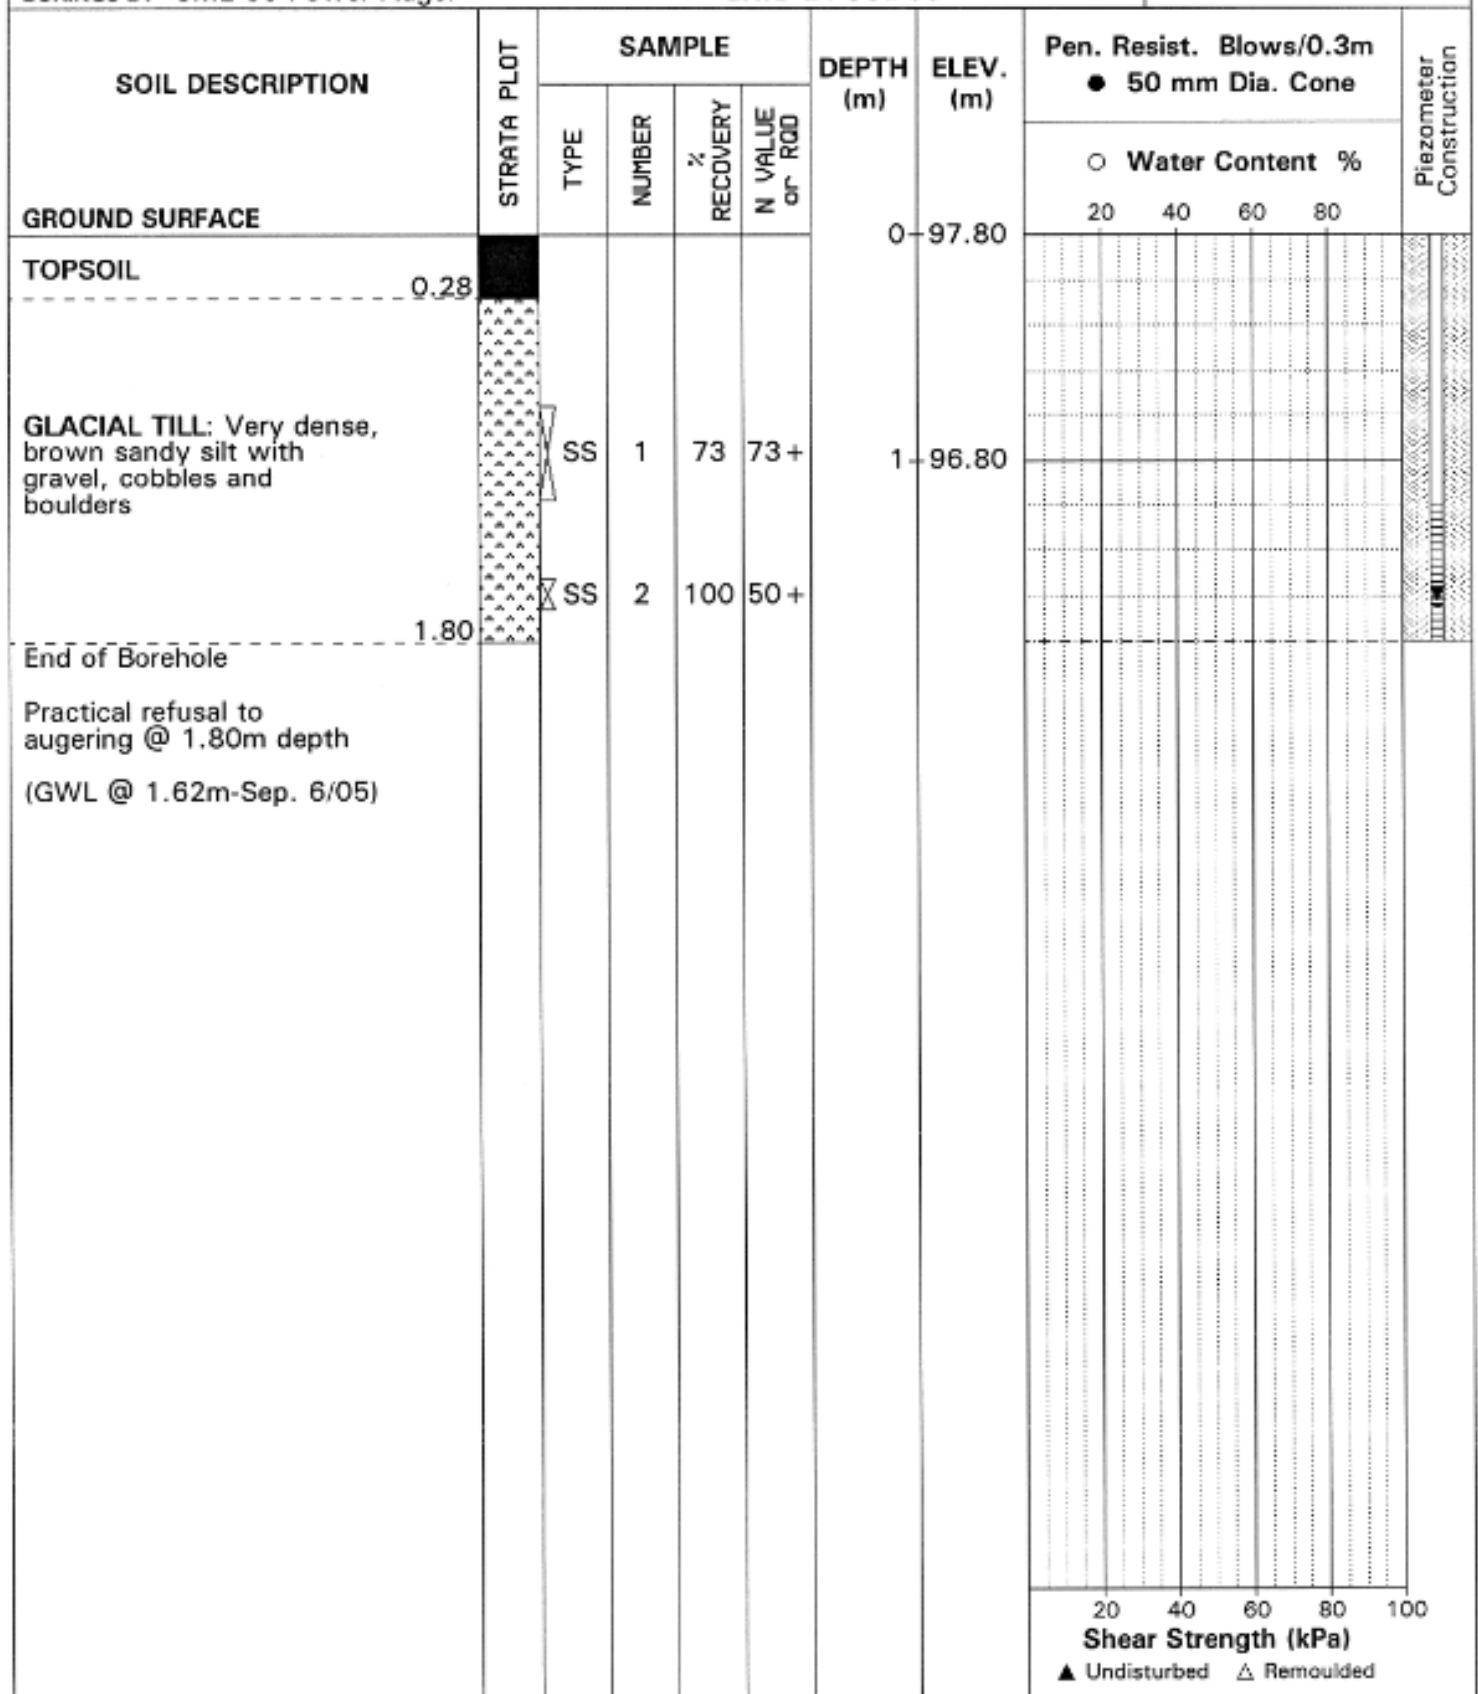 SOIL DESCRIPTION
GROUND SURFACE
STRATA PLOT
SAMPLE
TYPE
NUMBER
%
RECOVERY
N VALUE
or RQD
DEPTH
(m)
ELEV.
(m)
Pen. Resist. Blows/0.3m
● 50 mm Dia. Cone
○ Water Content %
20 40 60 80
Piezometer
Construction
0 97.80
TOPSOIL
0.28
GLACIAL TILL: Very dense,
brown sandy silt with
gravel, cobbles and
boulders
SS 1 73 73+
1 96.80
SS 2 100 50+
1.80
End of Borehole
Practical refusal to
augering @ 1.80m depth
(GWL @ 1.62m-Sep. 6/05)
20 40 60 80 100
Shear Strength (kPa)
▲ Undisturbed △ Remoulded